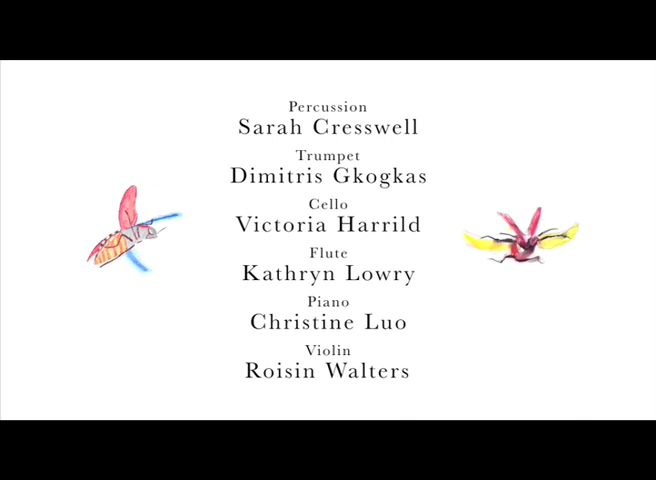 Percussion
Sarah Cresswell
Trumpet
Dimitris Gkogkas
Cello
Victoria Harrild
Flute
Kathryn Lowry
Piano
Christine Luo
Violin
Roisin Walters